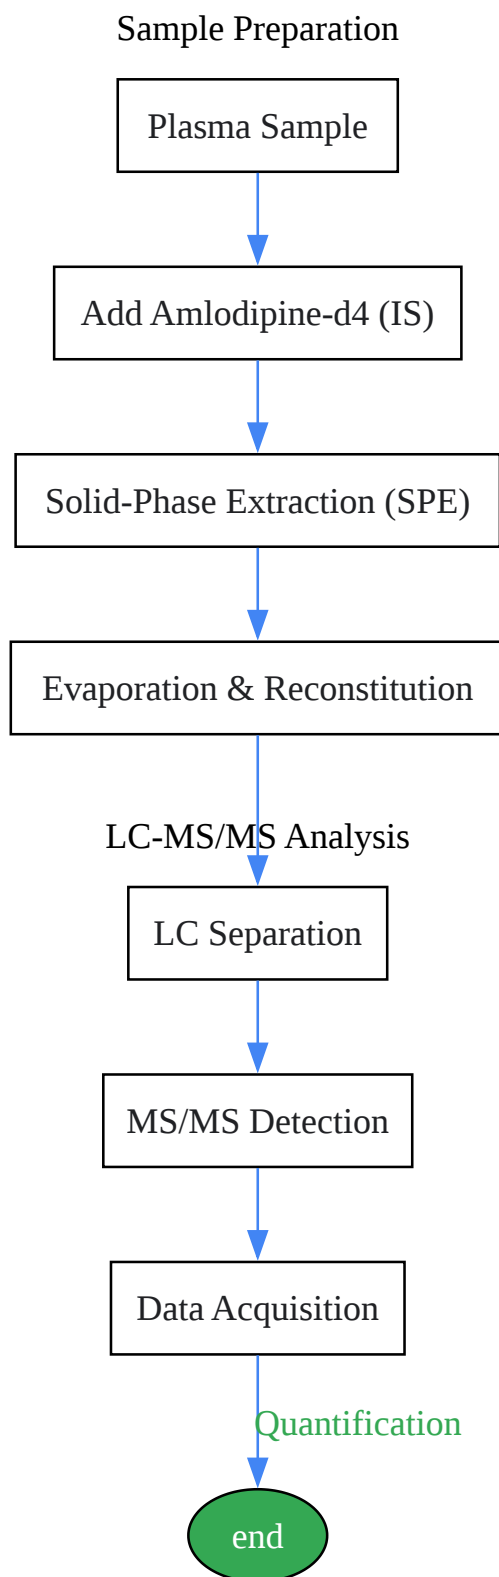 Sample Preparation
Plasma Sample
Add Amlodipine-d4 (IS)
Solid-Phase Extraction (SPE)
Evaporation & Reconstitution
LC-MS/MS Analysis
LC Separation
MS/MS Detection
Data Acquisition
Quantification
end